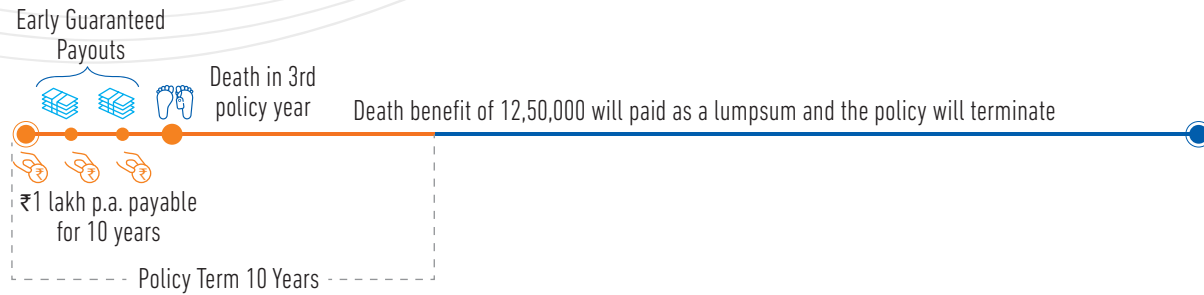 Early Guaranteed
Payouts
Death in 3rd
policy year
Death benefit of 12,50,000 will paid as a lumpsum and the policy will terminate
₹
₹
₹
₹1 lakh p.a. payable
for 10 years
Policy Term 10 Years